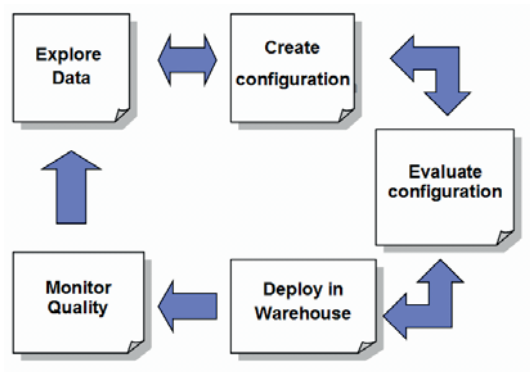 Explore
Data
Create
configuration
Evaluate
configuration
Deploy in
Warehouse
Monitor
Quality